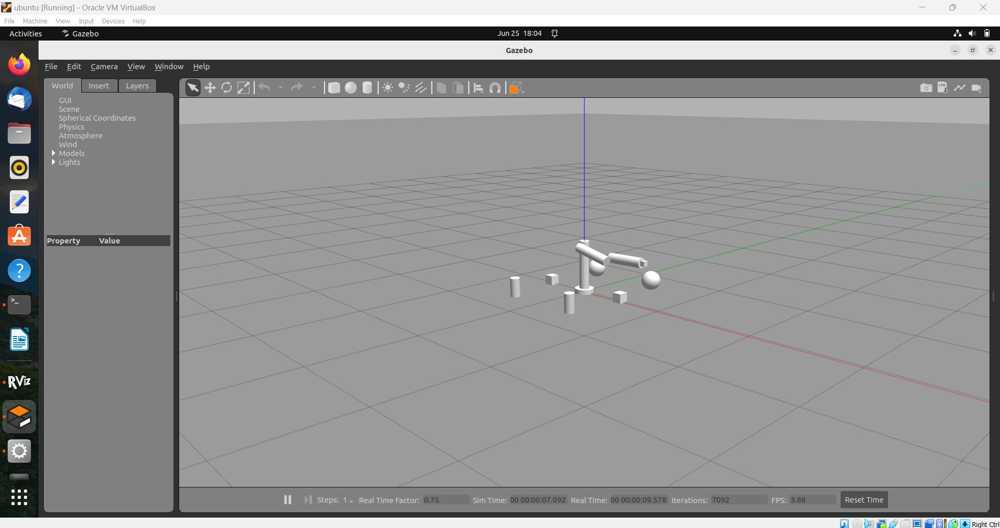 ubuntu [Running] - Oracle VM VirtualBox
File Machine View Input Devices Help
Activities Gazebo Jun 25 18:04
Gazebo
File Edit Camera View Window Help
World Insert Layers
LOG
GUI
Scene
Spherical Coordinates
Physics
Atmosphere
Wind
Models
Lights
Property Value
RViz
Steps: 1 Real Time Factor: 0.75 Sim Time: 00 00:00:07.092 Real Time: 00 00:00:09.578 Iterations: 7092 FPS: 3.88 Reset Time
Right Ctrl